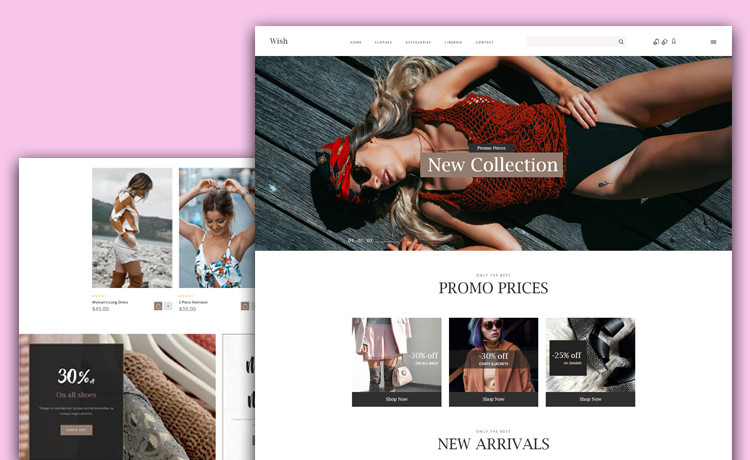 Wish
HOME CLOTHES ACCESSORIES LINGERIE CONTACT
Promo Prices
New Collection
01. 02. 03
ONLY THE BEST
PROMO PRICES
-30% off
ON ALL BAGS
Shop Now
-30% off
COATS & JACKETS
Shop Now
-25% off
on Sandals
Shop Now
ONLY THE BEST
NEW ARRIVALS
Woman's Long Dress
$45.00
2 Piece Swimsuit
$35.00
30% off
On all shoes
CHECK OUT